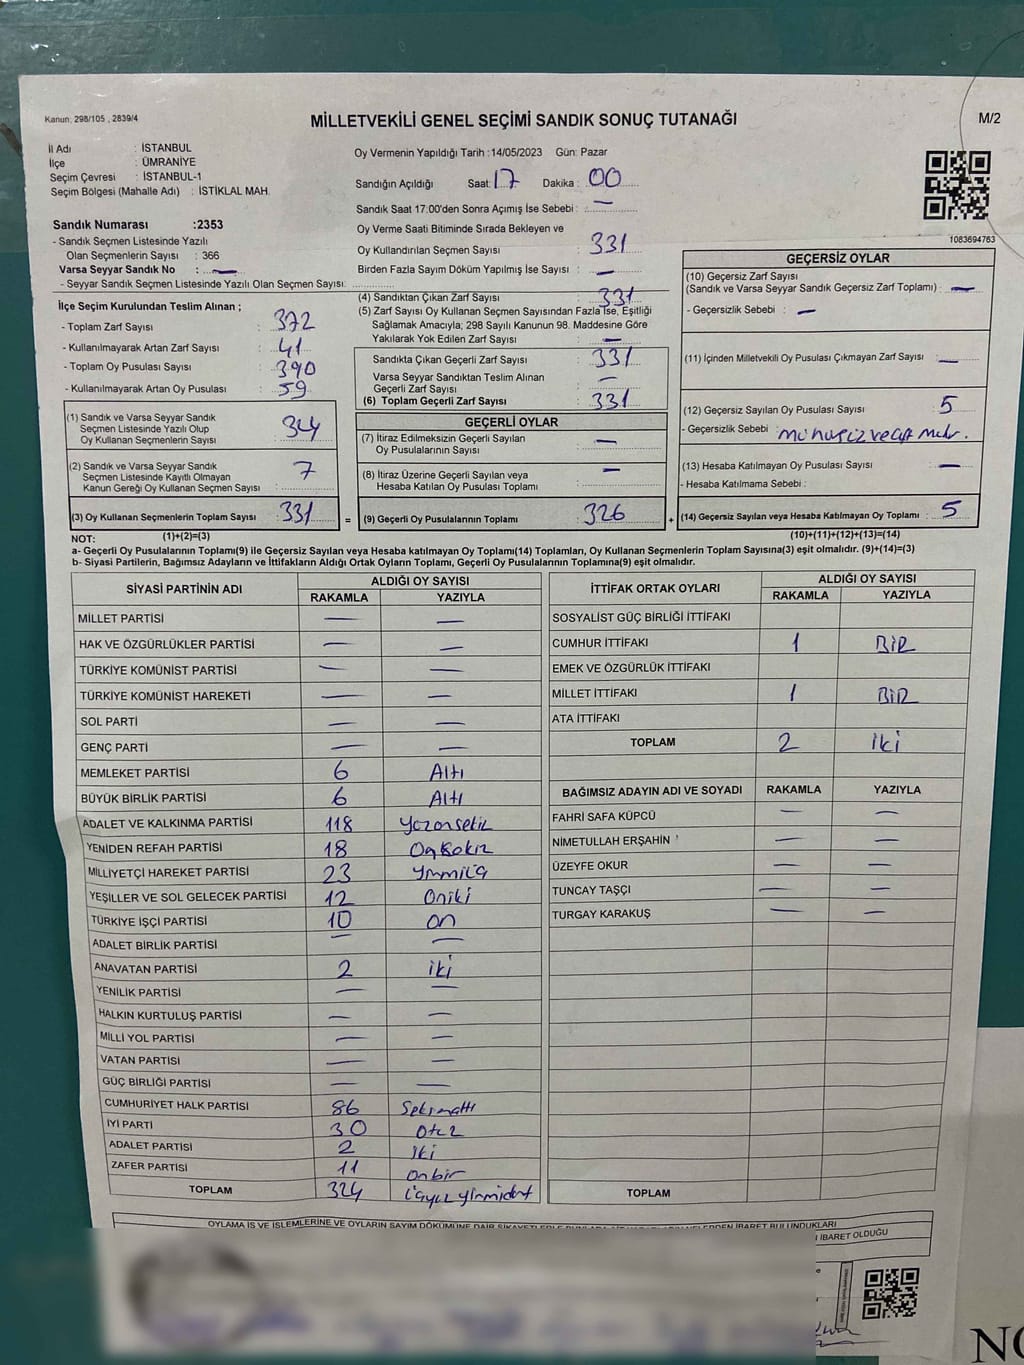 Kanun; 298/105 , 2839/4
MİLLETVEKİLİ GENEL SEÇİMİ SANDIK SONUÇ TUTANAĞI
M/2
İl Adı : İSTANBUL
İlçe : ÜMRANİYE
Seçim Çevresi : İSTANBUL-1
Seçim Bölgesi (Mahalle Adı) : İSTİKLAL MAH.
Oy Vermenin Yapıldığı Tarih :14/05/2023 Gün: Pazar
Sandığın Açıldığı Saat: 17 Dakika : 00
Sandık Saat 17:00'den Sonra Açımış İse Sebebi : —
Sandık Numarası :2353
- Sandık Seçmen Listesinde Yazılı
Olan Seçmenlerin Sayısı : 366
Varsa Seyyar Sandık No : —
- Seyyar Sandık Seçmen Listesinde Yazılı Olan Seçmen Sayısı:
Oy Verme Saati Bitiminde Sırada Bekleyen ve
Oy Kullandırılan Seçmen Sayısı : 331
Birden Fazla Sayım Döküm Yapılmış İse Sayısı : —
1083694763
İlçe Seçim Kurulundan Teslim Alınan ;
- Toplam Zarf Sayısı : 372
- Kullanılmayarak Artan Zarf Sayısı : 41
- Toplam Oy Pusulası Sayısı : 390
- Kullanılmayarak Artan Oy Pusulası : 59
(4) Sandıktan Çıkan Zarf Sayısı : 331
(5) Zarf Sayısı Oy Kullanan Seçmen Sayısından Fazla İse, Eşitliği
Sağlamak Amacıyla; 298 Sayılı Kanunun 98. Maddesine Göre
Yakılarak Yok Edilen Zarf Sayısı : —
Sandıkta Çıkan Geçerli Zarf Sayısı : 331
Varsa Seyyar Sandıktan Teslim Alınan
Geçerli Zarf Sayısı : —
(6) Toplam Geçerli Zarf Sayısı : 331
GEÇERSİZ OYLAR
(10) Geçersiz Zarf Sayısı
(Sandık ve Varsa Seyyar Sandık Geçersiz Zarf Toplamı) : —
- Geçersizlik Sebebi : —
(11) İçinden Milletvekili Oy Pusulası Çıkmayan Zarf Sayısı : —
(12) Geçersiz Sayılan Oy Pusulası Sayısı : 5
- Geçersizlik Sebebi : mühürsüz ve çift mühr.
(13) Hesaba Katılmayan Oy Pusulası Sayısı : —
- Hesaba Katılmama Sebebi :
(1) Sandık ve Varsa Seyyar Sandık
Seçmen Listesinde Yazılı Olup
Oy Kullanan Seçmenlerin Sayısı : 324
(2) Sandık ve Varsa Seyyar Sandık
Seçmen Listesinde Kayıtlı Olmayan
Kanun Gereği Oy Kullanan Seçmen Sayısı : 7
GEÇERLİ OYLAR
(7) İtiraz Edilmeksizin Geçerli Sayılan
Oy Pusulalarının Sayısı : —
(8) İtiraz Üzerine Geçerli Sayılan veya
Hesaba Katılan Oy Pusulası Toplamı : —
(3) Oy Kullanan Seçmenlerin Toplam Sayısı : 331 = (9) Geçerli Oy Pusulalarının Toplamı : 326 + (14) Geçersiz Sayılan veya Hesaba Katılmayan Oy Toplamı : 5
NOT: (1)+(2)=(3) (10)+(11)+(12)+(13)=(14)
a- Geçerli Oy Pusulalarının Toplamı(9) ile Geçersiz Sayılan veya Hesaba katılmayan Oy Toplamı(14) Toplamları, Oy Kullanan Seçmenlerin Toplam Sayısına(3) eşit olmalıdır. (9)+(14)=(3)
b- Siyasi Partilerin, Bağımsız Adayların ve İttifakların Aldığı Ortak Oyların Toplamı, Geçerli Oy Pusulalarının Toplamına(9) eşit olmalıdır.
SİYASİ PARTİNİN ADI ALDIĞI OY SAYISI
RAKAMLA YAZIYLA
MİLLET PARTİSİ — —
HAK VE ÖZGÜRLÜKLER PARTİSİ — —
TÜRKİYE KOMÜNİST PARTİSİ — —
TÜRKİYE KOMÜNİST HAREKETİ — —
SOL PARTİ — —
GENÇ PARTİ — —
MEMLEKET PARTİSİ 6 Altı
BÜYÜK BİRLİK PARTİSİ 6 Altı
ADALET VE KALKINMA PARTİSİ 118 Yüzonsekiz
YENİDEN REFAH PARTİSİ 18 Onsekiz
MİLLİYETÇİ HAREKET PARTİSİ 23
YEŞİLLER VE SOL GELECEK PARTİSİ 12 Oniki
TÜRKİYE İŞÇİ PARTİSİ 10 on
ADALET BİRLİK PARTİSİ — —
ANAVATAN PARTİSİ 2 iki
YENİLİK PARTİSİ — —
HALKIN KURTULUŞ PARTİSİ — —
MİLLİ YOL PARTİSİ — —
VATAN PARTİSİ — —
GÜÇ BİRLİĞİ PARTİSİ — —
CUMHURİYET HALK PARTİSİ 86 Seksenaltı
İYİ PARTİ 30 Otuz
ADALET PARTİSİ 2 İki
ZAFER PARTİSİ 11 Onbir
TOPLAM 324 üçyüzyirmidört
İTTİFAK ORTAK OYLARI ALDIĞI OY SAYISI
RAKAMLA YAZIYLA
SOSYALİST GÜÇ BİRLİĞİ İTTİFAKI
CUMHUR İTTİFAKI 1 BİR
EMEK VE ÖZGÜRLÜK İTTİFAKI
MİLLET İTTİFAKI 1 BİR
ATA İTTİFAKI
TOPLAM 2 İki
BAĞIMSIZ ADAYIN ADI VE SOYADI RAKAMLA YAZIYLA
FAHRİ SAFA KÜPCÜ — —
NİMETULLAH ERŞAHİN — —
ÜZEYFE OKUR — —
TUNCAY TAŞÇI — —
TURGAY KARAKUŞ — —
TOPLAM
OYLAMA İŞ VE İŞLEMLERİNE VE OYLARIN SAYIM DÖKÜMÜNE DAİR İBARET BULUNDUKLARI
İBARET OLDUĞU